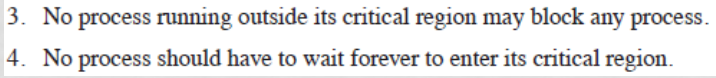 3. No process running outside its critical region may block any process.
4. No process should have to wait forever to enter its critical region.